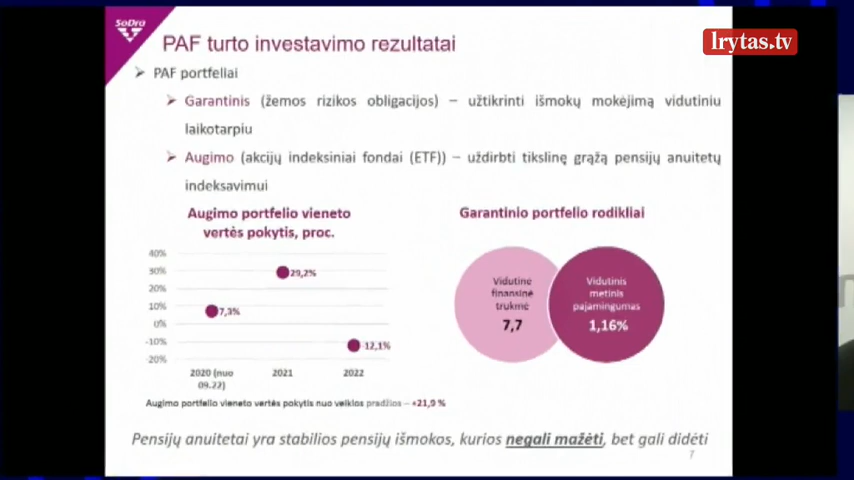 SoDra
PAF turto investavimo rezultatai
lrytas.tv
PAF portfeliai
Garantinis (žemos rizikos obligacijos) – užtikrinti išmokų mokėjimą vidutiniu
laikotarpiu
Augimo (akcijų indeksiniai fondai (ETF)) – uždirbti tikslinę grąžą pensijų anuitetų
indeksavimui
Augimo portfelio vieneto
vertės pokytis, proc.
40%
30%
20%
10%
0%
-10%
-20%
7,3%
29,2%
- 12,1%
2020 (nuo
09.22)
2021
2022
Augimo portfelio vieneto vertės pokytis nuo veiklos pradžios – +21,9 %
Garantinio portfelio rodikliai
Vidutinė
finansinė
trukmė
7,7
Vidutinis
metinis
pajamingumas
1,16%
Pensijų anuitetai yra stabilios pensijų išmokos, kurios negali mažėti, bet gali didėti
7